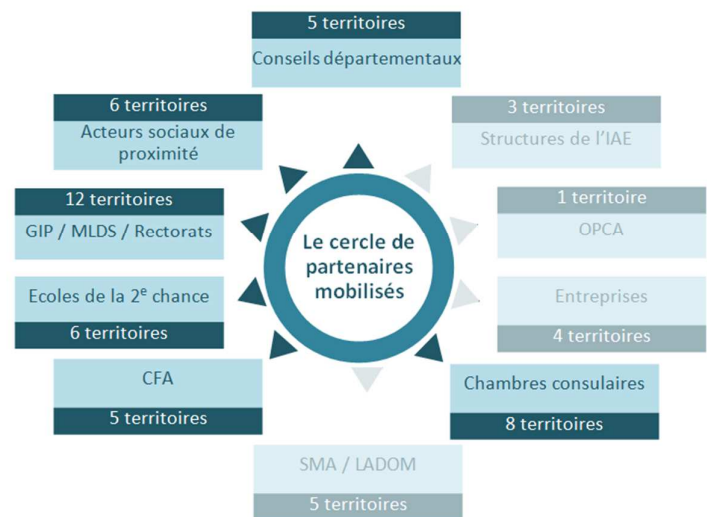 5 territoires
Conseils départementaux
6 territoires
Acteurs sociaux de
proximité
3 territoires
Structures de l'IAE
12 territoires
GIP / MLDS / Rectorats
1 territoire
OPCA
Le cercle de
partenaires
mobilisés
Ecoles de la 2e chance
6 territoires
Entreprises
4 territoires
CFA
5 territoires
Chambres consulaires
8 territoires
SMA / LADOM
5 territoires